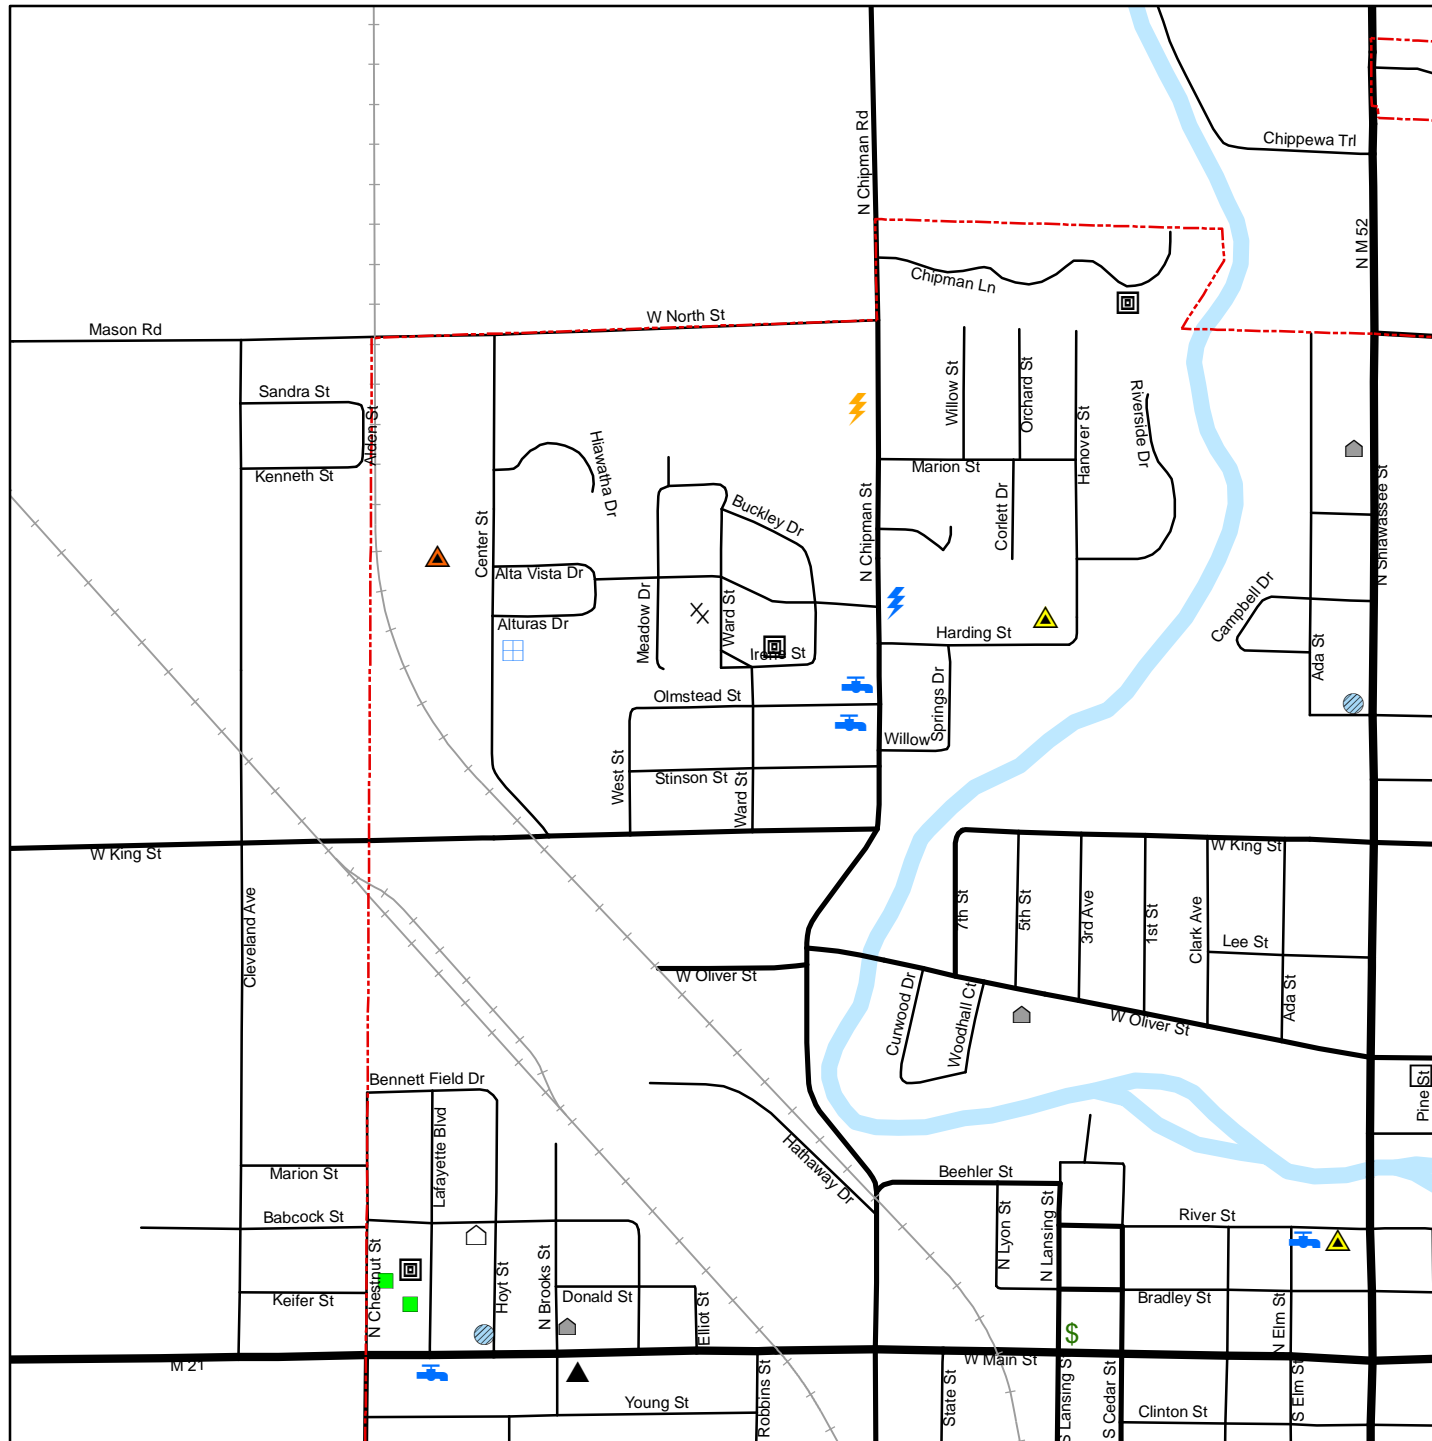 Chippewa Trl
N Chipman Rd
N M 52
Chipman Ln
W North St
Mason Rd
Sandra St
Alden St
Kenneth St
Willow St
Orchard St
Hanover St
Riverside Dr
Marion St
Hiawatha Dr
Buckley Dr
N Chipman St
Corlett Dr
N Shiawassee St
Center St
Alta Vista Dr
Alturas Dr
Meadow Dr
Ward St
Irene St
Harding St
Campbell Dr
Ada St
Olmstead St
Willow
Springs Dr
West St
Stinson St
Ward St
W King St
W King St
Cleveland Ave
7th St
5th St
3rd Ave
1st St
Clark Ave
Lee St
Ada St
W Oliver St
Curwood Dr
Woodhall Ct
W Oliver St
Pine St
Bennett Field Dr
Lafayette Blvd
Hathaway Dr
Marion St
Beehler St
Babcock St
N Lyon St
N Lansing St
River St
N Chestnut St
Hoyt St
N Brooks St
Keifer St
Donald St
Elliot St
Bradley St
N Elm St
$
M 21
W Main St
Young St
Robbins St
State St
S Lansing St
S Cedar St
Clinton St
S Elm St